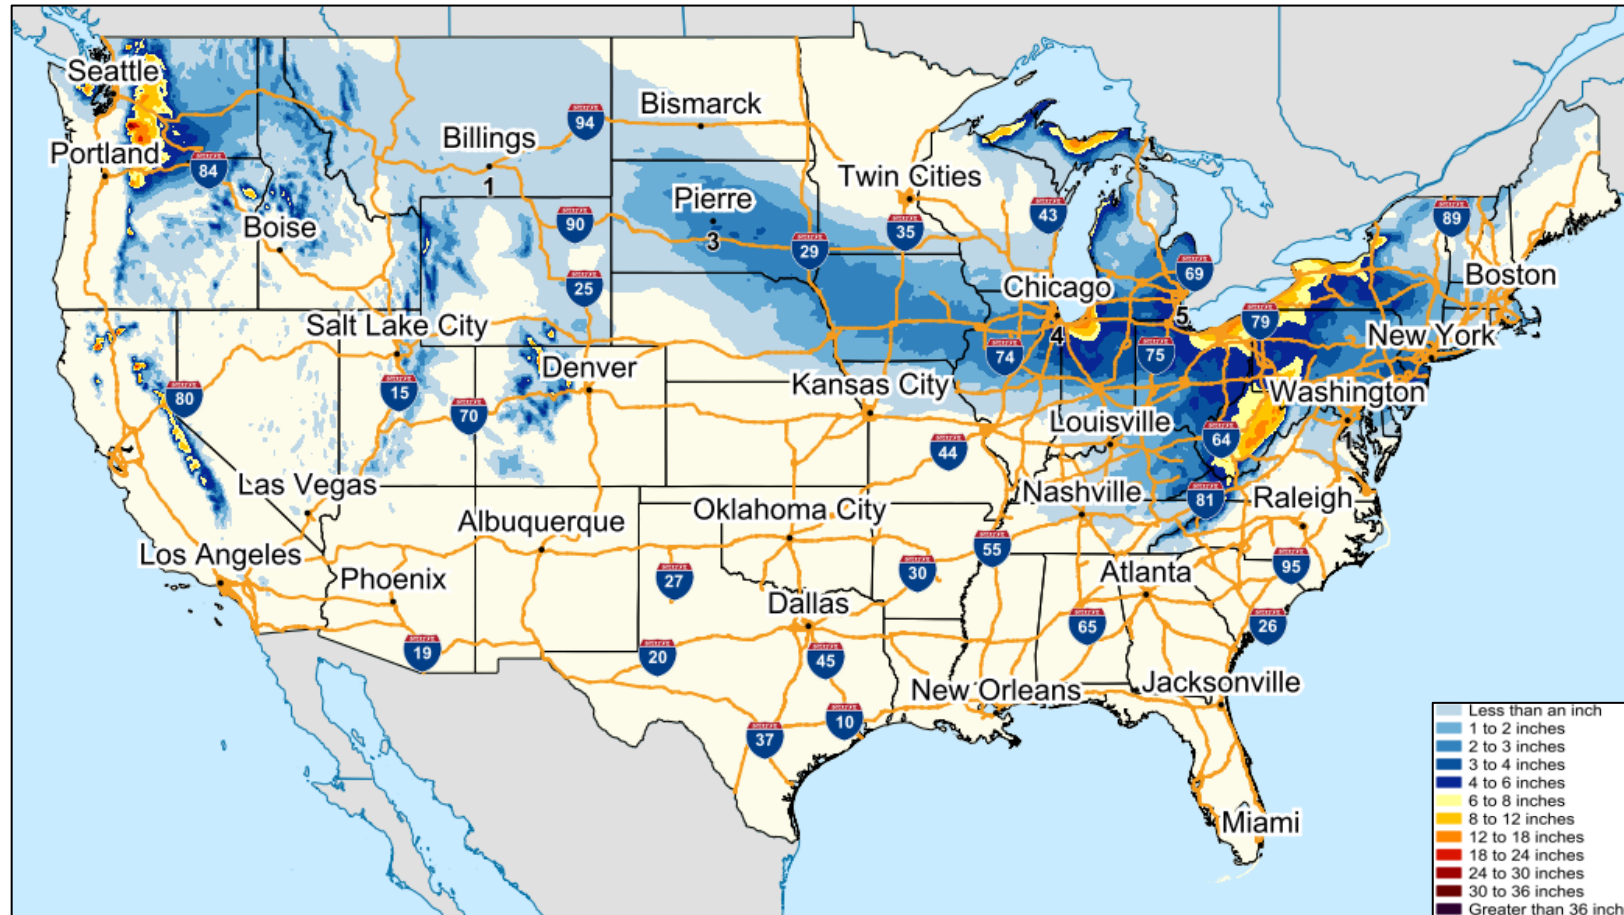 Seattle
Portland
84
Billings
94
Bismarck
1
Twin Cities
Pierre
3
90
29
35
43
89
Boise
25
69
Boston
Chicago
5
79
4
New York
Salt Lake City
74
75
Denver
80
15
70
Kansas City
Washington
Louisville
64
44
Las Vegas
Nashville
81
Raleigh
Albuquerque
Oklahoma City
55
Los Angeles
Phoenix
27
30
Atlanta
95
Dallas
65
26
19
20
45
New Orleans
Jacksonville
10
37
Miami
Less than an inch
1 to 2 inches
2 to 3 inches
3 to 4 inches
4 to 6 inches
6 to 8 inches
8 to 12 inches
12 to 18 inches
18 to 24 inches
24 to 30 inches
30 to 36 inches
Greater than 36 inch